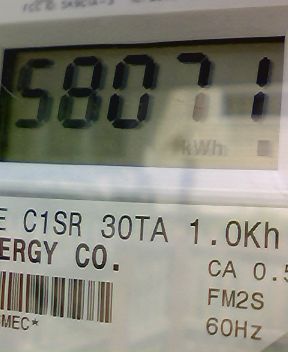 58071
kWh
E C1SR 30TA 1.0Kh
ERGY CO.
CA 0.5
FM2S
60Hz
MEC*